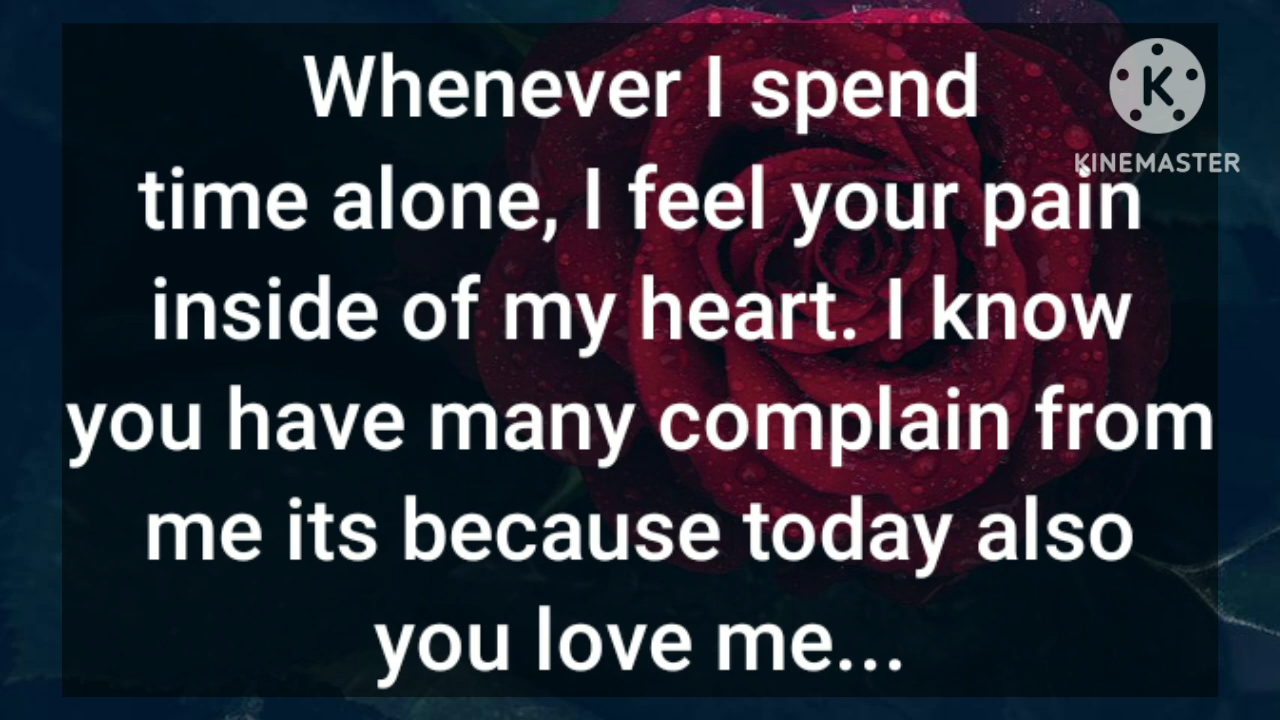 Whenever I spend
K
KINEMASTER
time alone, I feel your pain
inside of my heart. I know
you have many complain from
me its because today also
you love me...